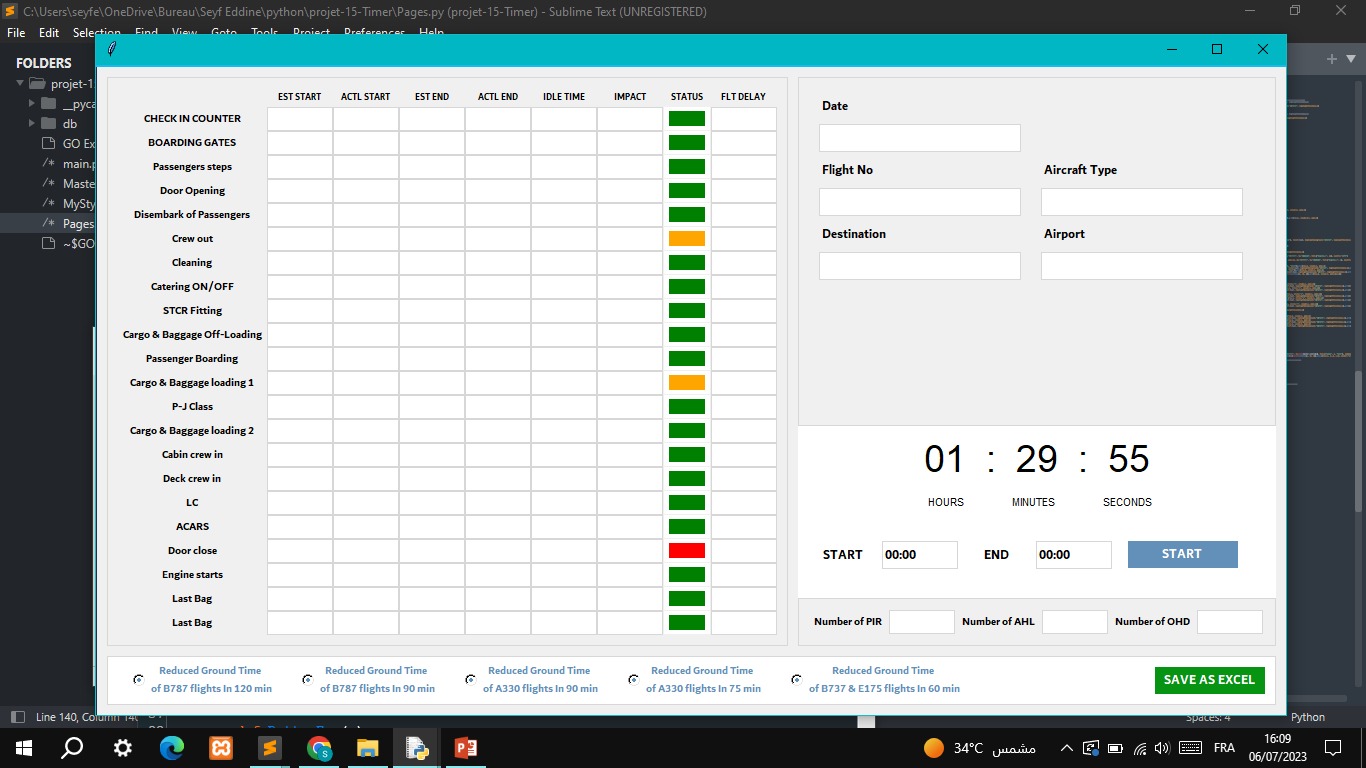 C:\Users\seyfe\OneDrive\Bureau\Seyf Eddine\python\projet-15-Timer\Pages.py (projet-15-Timer) - Sublime Text (UNREGISTERED)
File Edit Selection Find View Goto Tools Project Preferences Help
FOLDERS
projet-1
__pyca
db
GO Ex
main.p
Maste
MySty
Pages
~$GO
EST START ACTL START EST END ACTL END IDLE TIME IMPACT STATUS FLT DELAY
CHECK IN COUNTER
BOARDING GATES
Passengers steps
Door Opening
Disembark of Passengers
Crew out
Cleaning
Catering ON/OFF
STCR Fitting
Cargo & Baggage Off-Loading
Passenger Boarding
Cargo & Baggage loading 1
P-J Class
Cargo & Baggage loading 2
Cabin crew in
Deck crew in
LC
ACARS
Door close
Engine starts
Last Bag
Last Bag
Date
Flight No Aircraft Type
Destination Airport
01 : 29 : 55
HOURS MINUTES SECONDS
START 00:00 END 00:00 START
Number of PIR Number of AHL Number of OHD
Reduced Ground Time
of B787 flights In 120 min
Reduced Ground Time
of B787 flights In 90 min
Reduced Ground Time
of A330 flights In 90 min
Reduced Ground Time
of A330 flights In 75 min
Reduced Ground Time
of B737 & E175 flights In 60 min
SAVE AS EXCEL
Line 140, Column 140
Spaces: 4 Python
34°C مشمس
FRA
16:09
06/07/2023